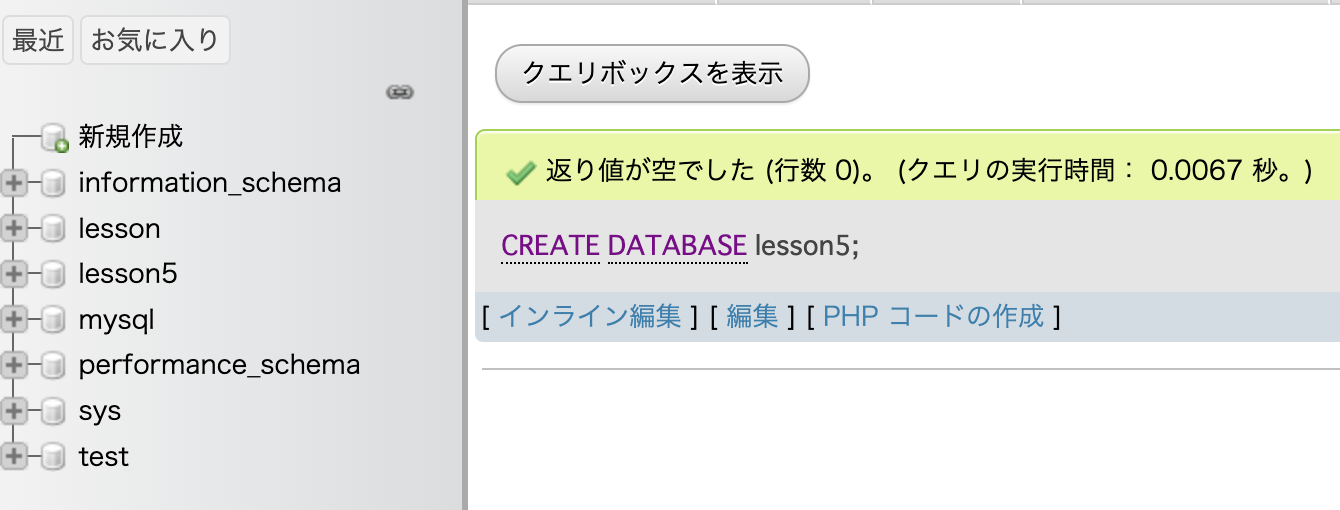 最近 お気に入り
新規作成
information_schema
lesson
lesson5
mysql
performance_schema
sys
test
クエリボックスを表示
返り値が空でした (行数 0)。 (クエリの実行時間： 0.0067 秒。)
CREATE DATABASE lesson5;
[ インライン編集 ] [ 編集 ] [ PHP コードの作成 ]